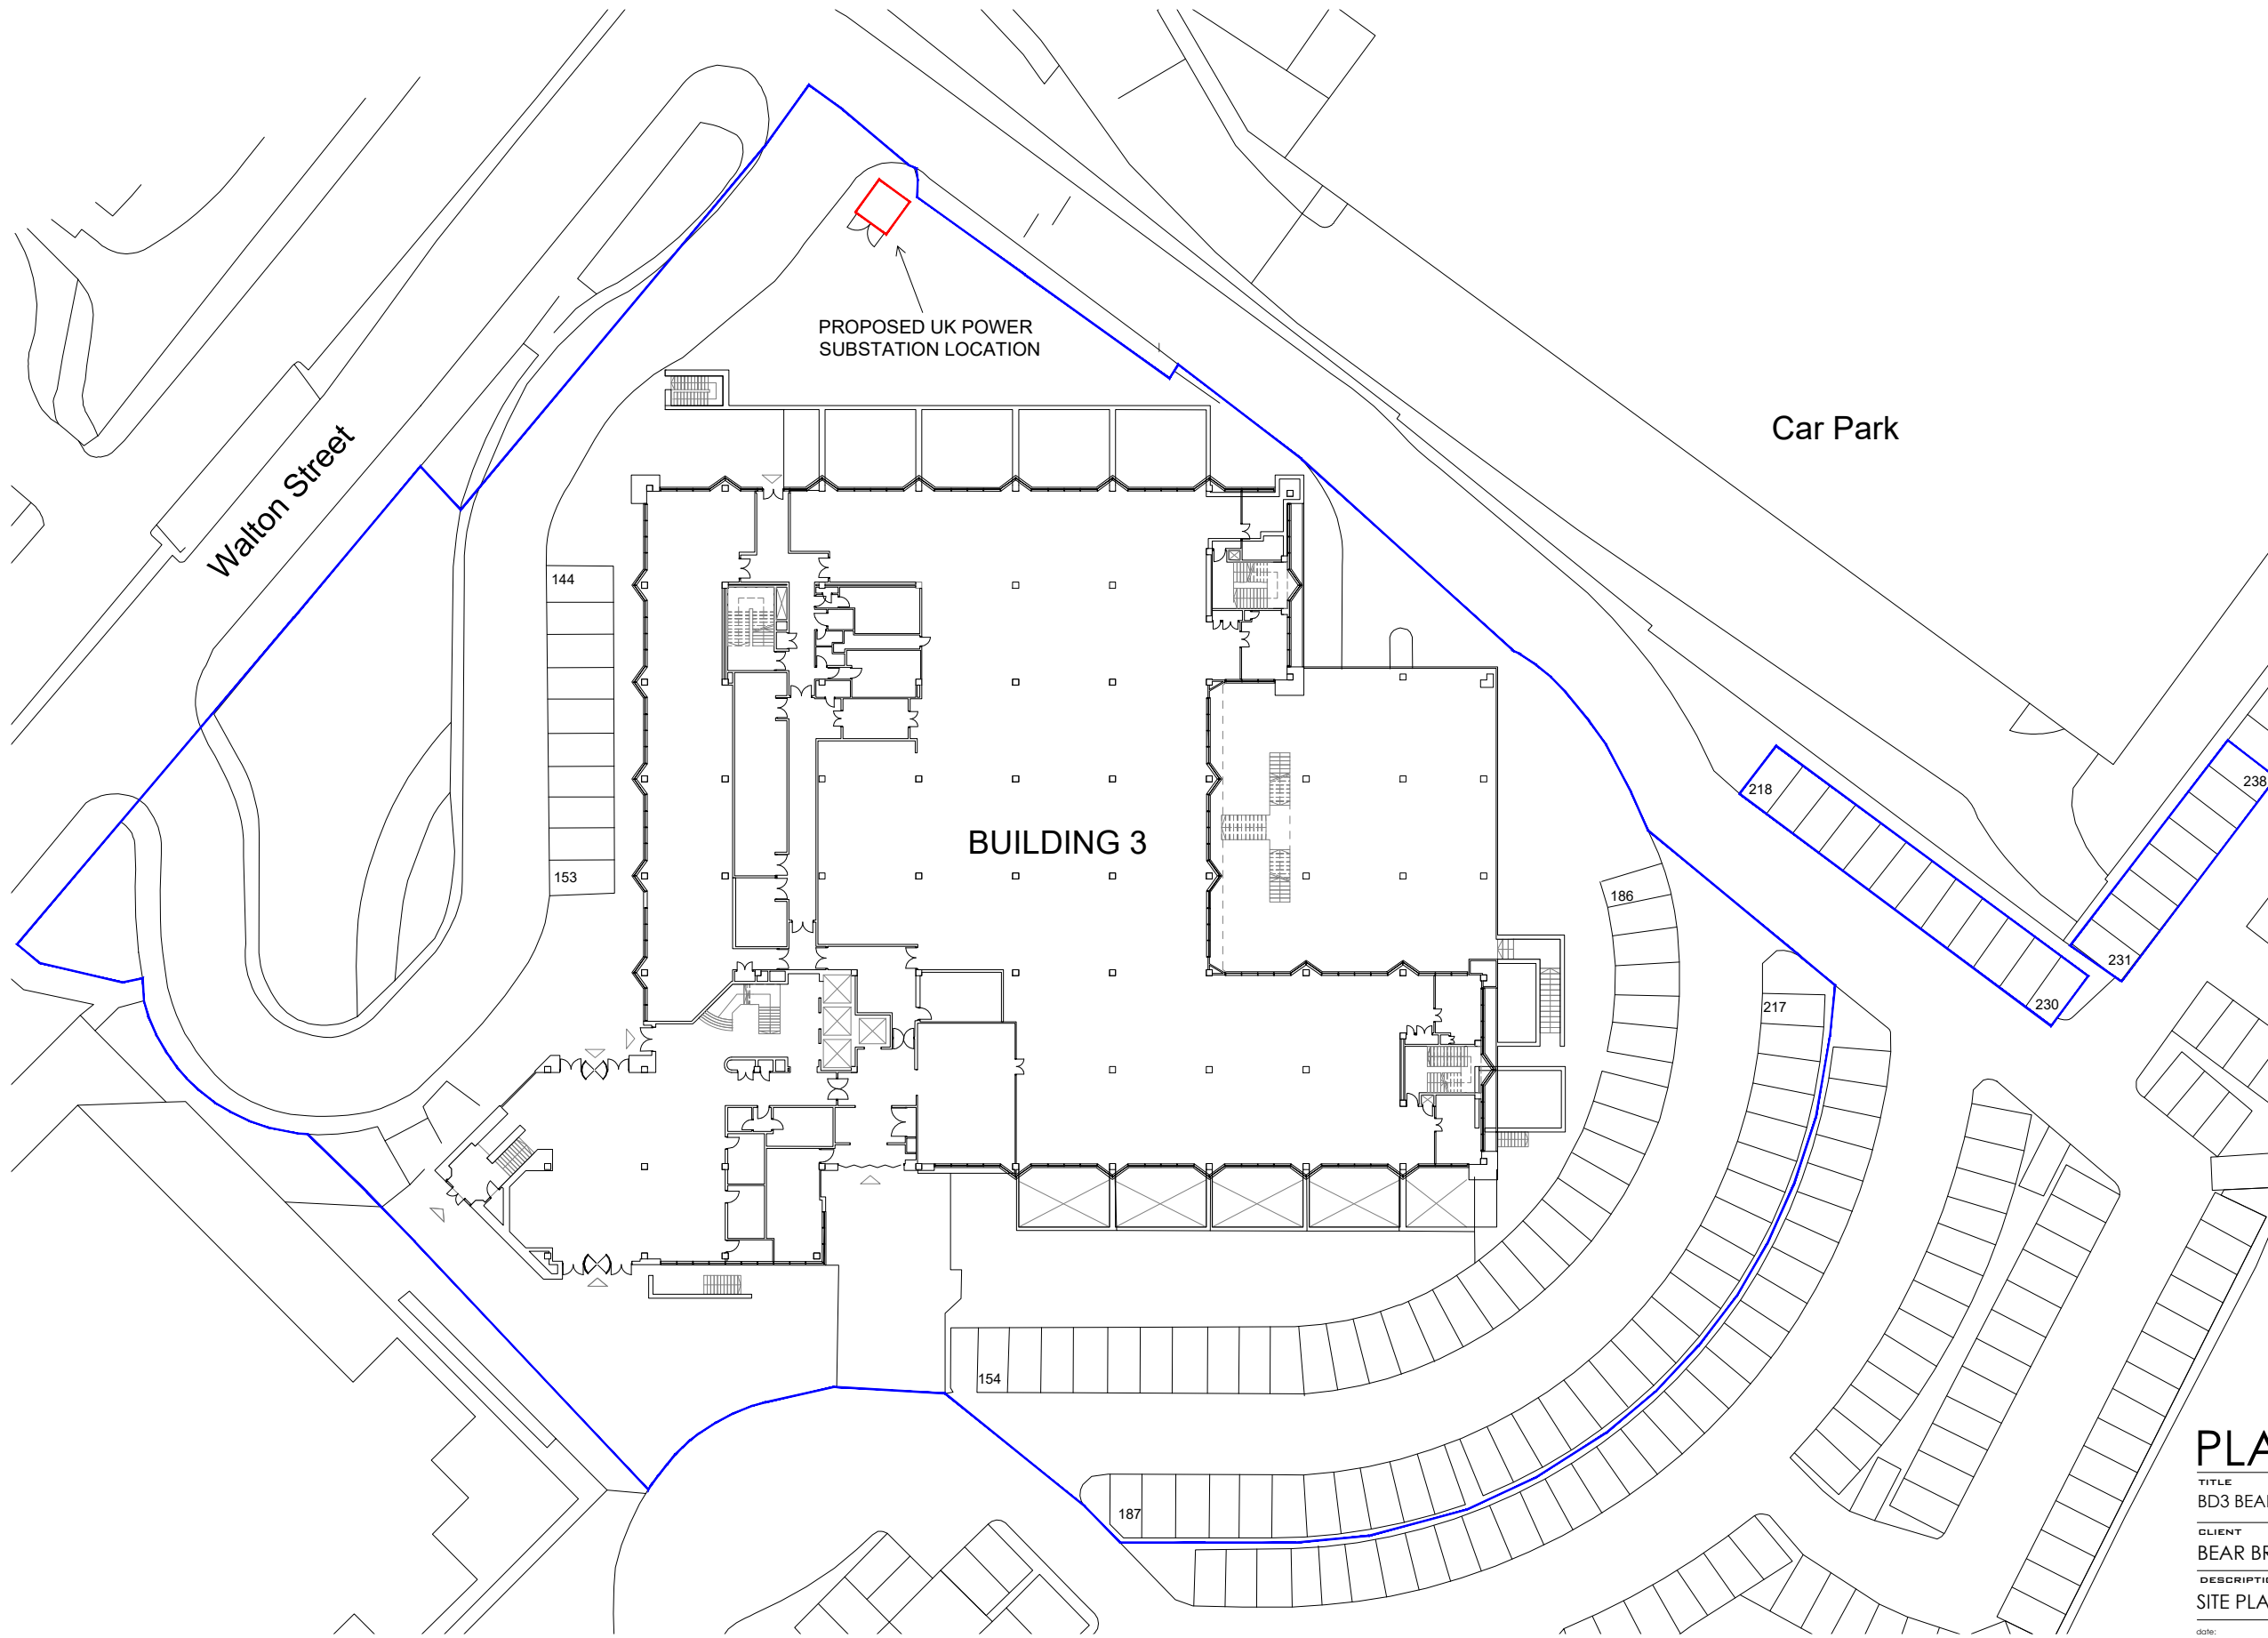 PROPOSED UK POWER
SUBSTATION LOCATION
Car Park
Walton Street
144
153
BUILDING 3
218
238
186
231
230
217
154
187
PLA
TITLE
BD3 BEA
CLIENT
BEAR BR
DESCRIPTIO
SITE PLA
date: